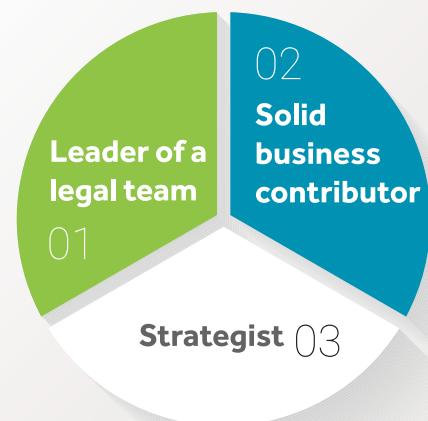 Leader of a
legal team
01
02
Solid
business
contributor
Strategist 03